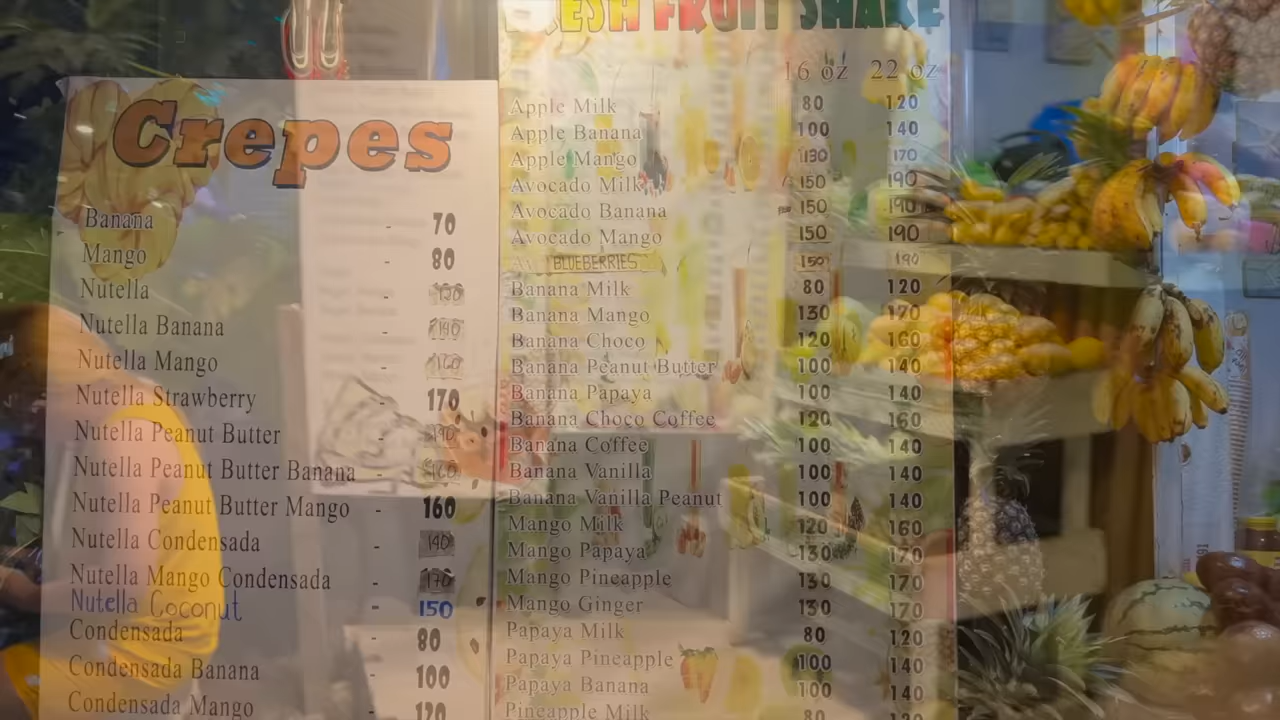 Crepes
Banana - 70
Mango - 80
Nutella -
Nutella Banana -
Nutella Mango -
Nutella Strawberry - 170
Nutella Peanut Butter -
Nutella Peanut Butter Banana -
Nutella Peanut Butter Mango - 160
Nutella Condensada - 140
Nutella Mango Condensada - 170
Nutella Coconut - 150
Condensada - 80
Condensada Banana - 100
Condensada Mango - 120
FRESH FRUIT SHAKE
16 oz 22 oz
Apple Milk 80 120
Apple Banana 100 140
Apple Mango 130 170
Avocado Milk 150 190
Avocado Banana 150 190
Avocado Mango 150 190
BLUEBERRIES 150 190
Banana Milk 80 120
Banana Mango 130 170
Banana Choco 120 160
Banana Peanut Butter 100 140
Banana Papaya 100 140
Banana Choco Coffee 120 160
Banana Coffee 100 140
Banana Vanilla 100 140
Banana Vanilla Peanut 100 140
Mango Milk 120 160
Mango Papaya 130 170
Mango Pineapple 130 170
Mango Ginger 130 170
Papaya Milk 80 120
Papaya Pineapple 100 140
Papaya Banana 100 140
Pineapple Milk 80 120